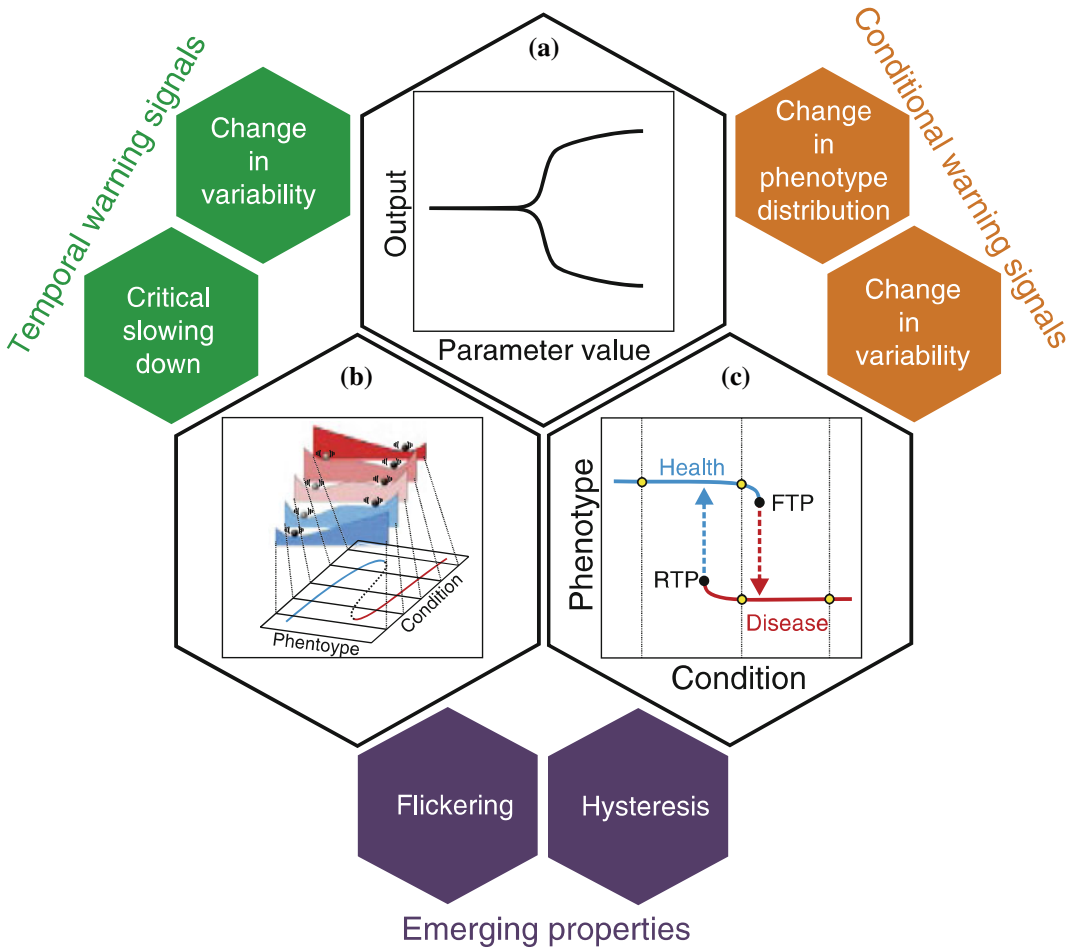 Temporal warning signals
Change
in
variability
Critical
slowing
down
(a)
Output
Parameter value
Conditional warning signals
Change
in
phenotype
distribution
Change
in
variability
(b)
Phentoype
Condition
(c)
Phenotype
Health
FTP
RTP
Disease
Condition
Flickering
Hysteresis
Emerging properties